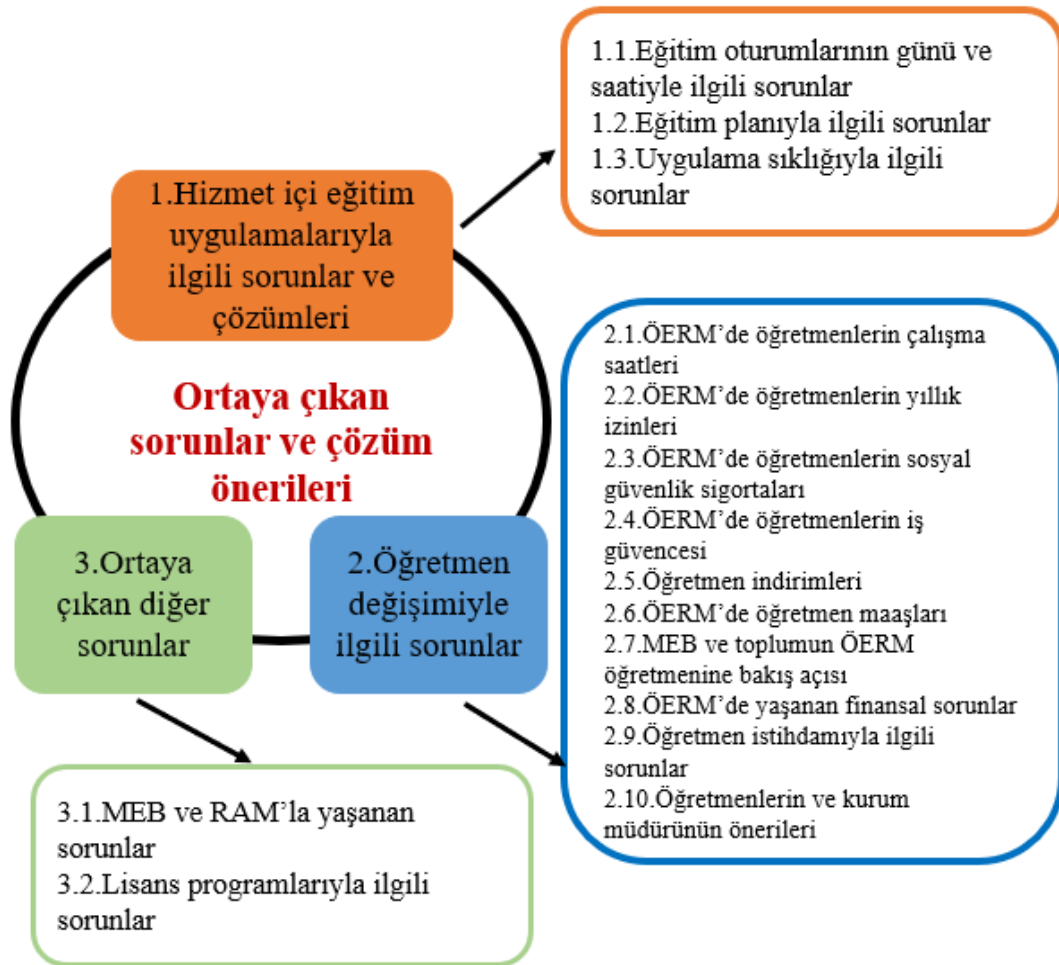 1.1.Eğitim oturumlarının günü ve
saatiyle ilgili sorunlar
1.2.Eğitim planıyla ilgili sorunlar
1.3.Uygulama sıklığıyla ilgili
sorunlar
1.Hizmet içi eğitim
uygulamalarıyla
ilgili sorunlar ve
çözümleri
Ortaya çıkan
sorunlar ve çözüm
önerileri
3.Ortaya
çıkan diğer
sorunlar
2.Öğretmen
değişimiyle
ilgili sorunlar
2.1.ÖERM’de öğretmenlerin çalışma
saatleri
2.2.ÖERM’de öğretmenlerin yıllık
izinleri
2.3.ÖERM’de öğretmenlerin sosyal
güvenlik sigortaları
2.4.ÖERM’de öğretmenlerin iş
güvencesi
2.5.Öğretmen indirimleri
2.6.ÖERM’de öğretmen maaşları
2.7.MEB ve toplumun ÖERM
öğretmenine bakış açısı
2.8.ÖERM’de yaşanan finansal sorunlar
2.9.Öğretmen istihdamıyla ilgili
sorunlar
2.10.Öğretmenlerin ve kurum
müdürünün önerileri
3.1.MEB ve RAM’la yaşanan
sorunlar
3.2.Lisans programlarıyla ilgili
sorunlar